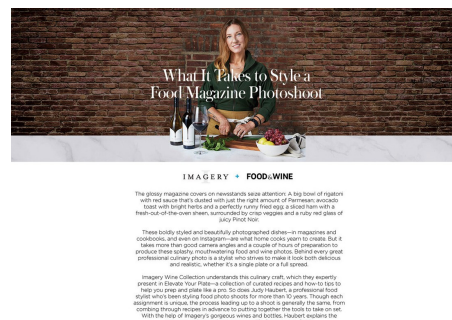 What It Takes to Style a
Food Magazine Photoshoot
IMAGERY + FOOD&WINE
The glossy magazine covers on newsstands seize attention: A big bowl of rigatoni
with red sauce that's dusted with just the right amount of Parmesan; avocado
toast with bright herbs and a perfectly runny fried egg; a sliced ham with a
fresh-out-of-the-oven sheen, surrounded by crisp veggies and a ruby red glass of
juicy Pinot Noir.
These boldly styled and beautifully photographed dishes—in magazines and
cookbooks, and even on Instagram—are what home cooks yearn to create. But it
takes more then good camera angles and a couple of hours of preparation to
produce these splashy, mouthwatering food and wine photos. Behind every great
professional culinary photo is a stylist who strives to make it look both delicious
and realistic, whether it's a single plate or a full spread.
Imagery Wine Collection understands this culinary craft, which they expertly
present in Elevate Your Plate—a collection of curated recipes and how-to tips to
help you prep and plate like a pro. So does Judy Haubert, a professional food
stylist who's been styling food photo shoots for more than 10 years. Though each
assignment is unique, the process leading up to a shoot is generally the same, from
combing through recipes in advance to putting together the tools to take on set.
With the help of Imagery's gorgeous wines and bottles, Haubert explains the